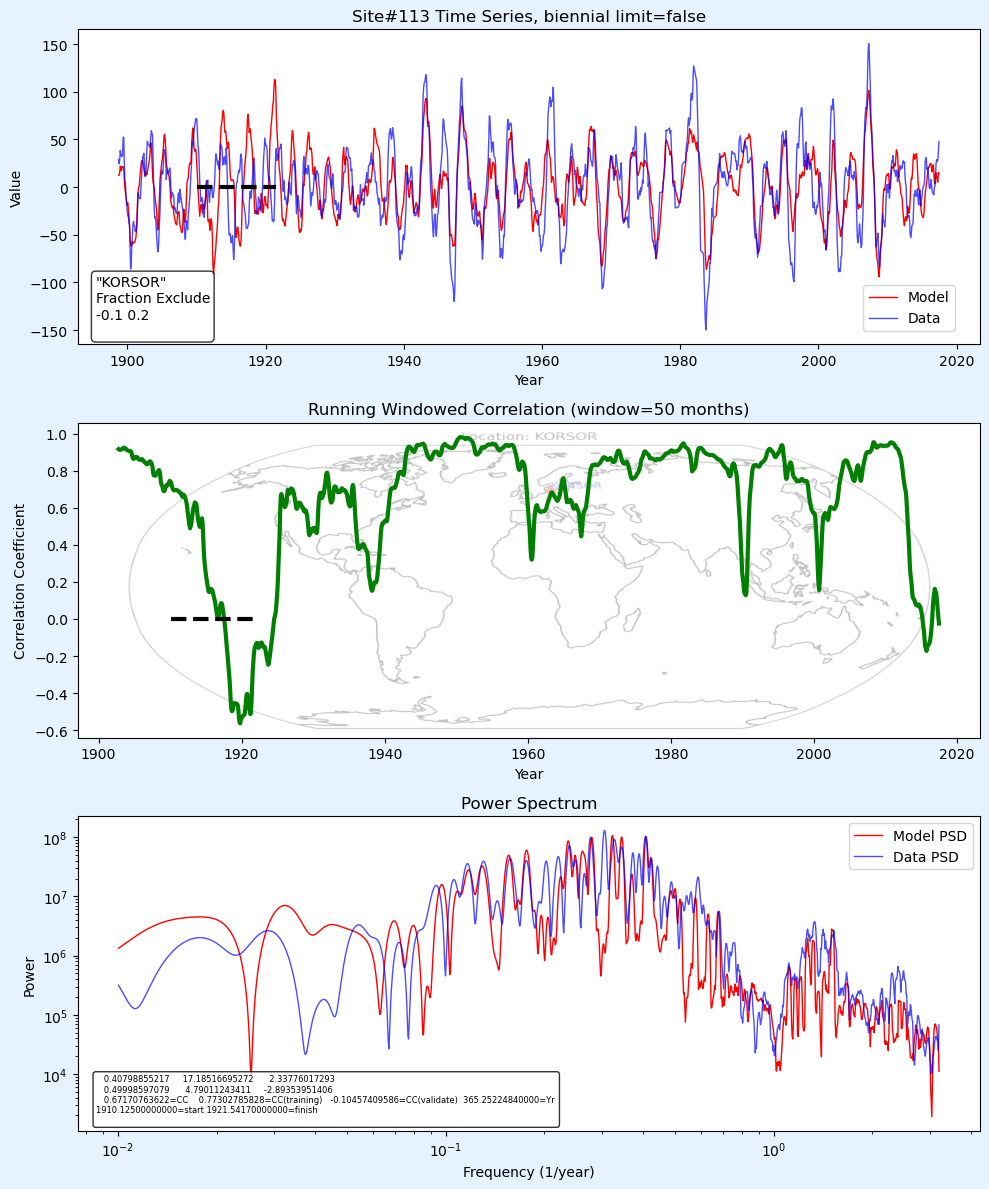 Site#113 Time Series, biennial limit=false
150
100
50
0
−50
−100
−150
Value
"KORSOR"
Fraction Exclude
-0.1 0.2
Model
Data
1900
1920
1940
1960
1980
2000
2020
Year
Running Windowed Correlation (window=50 months)
Location: KORSOR
KORSOR
1.0
0.8
0.6
0.4
0.2
0.0
−0.2
−0.4
−0.6
Correlation Coefficient
1900
1920
1940
1960
1980
2000
2020
Year
Power Spectrum
10^8
10^7
10^6
10^5
10^4
Power
Model PSD
Data PSD
0.40798855217 17.18516695272 2.33776017293
0.49998597079 4.79011243411 -2.89353951406
0.67170763622=CC 0.77302785828=CC(training) -0.10457409586=CC(validate) 365.25224840000=Yr
1910.12500000000=start 1921.54170000000=finish
10^−2
10^−1
10^0
Frequency (1/year)